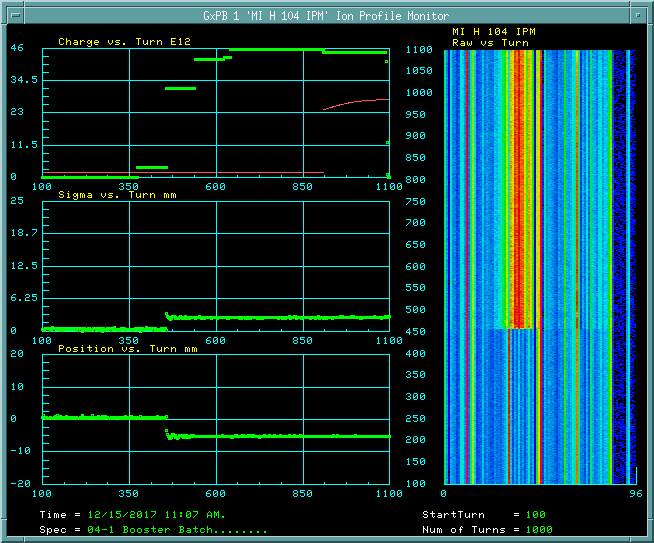 GxPB 1 'MI H 104 IPM' Ion Profile Monitor
Charge vs. Turn E12
46
34.5
23
11.5
0
100 350 600 850 1100
Sigma vs. Turn mm
25
18.7
12.5
6.25
0
100 350 600 850 1100
Position vs. Turn mm
20
10
0
-10
-20
100 350 600 850 1100
MI H 104 IPM
Raw vs Turn
1100
1050
1000
950
900
850
800
750
700
650
600
550
500
450
400
350
300
250
200
150
100
0 96
Time = 12/15/2017 11:07 AM.
Spec = 04-1 Booster Batch........
StartTurn = 100
Num of Turns = 1000